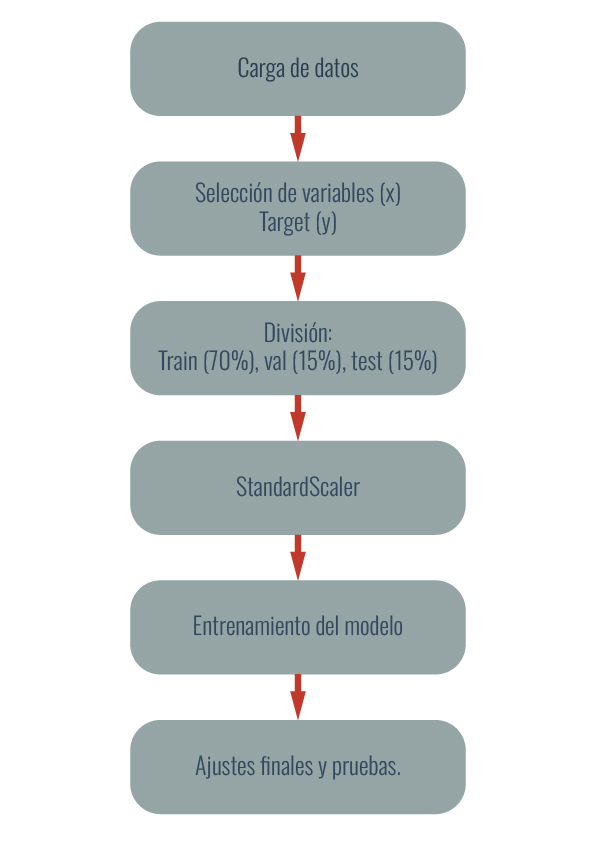 Carga de datos
Selección de variables (x)
Target (y)
División:
Train (70%), val (15%), test (15%)
StandardScaler
Entrenamiento del modelo
Ajustes finales y pruebas.